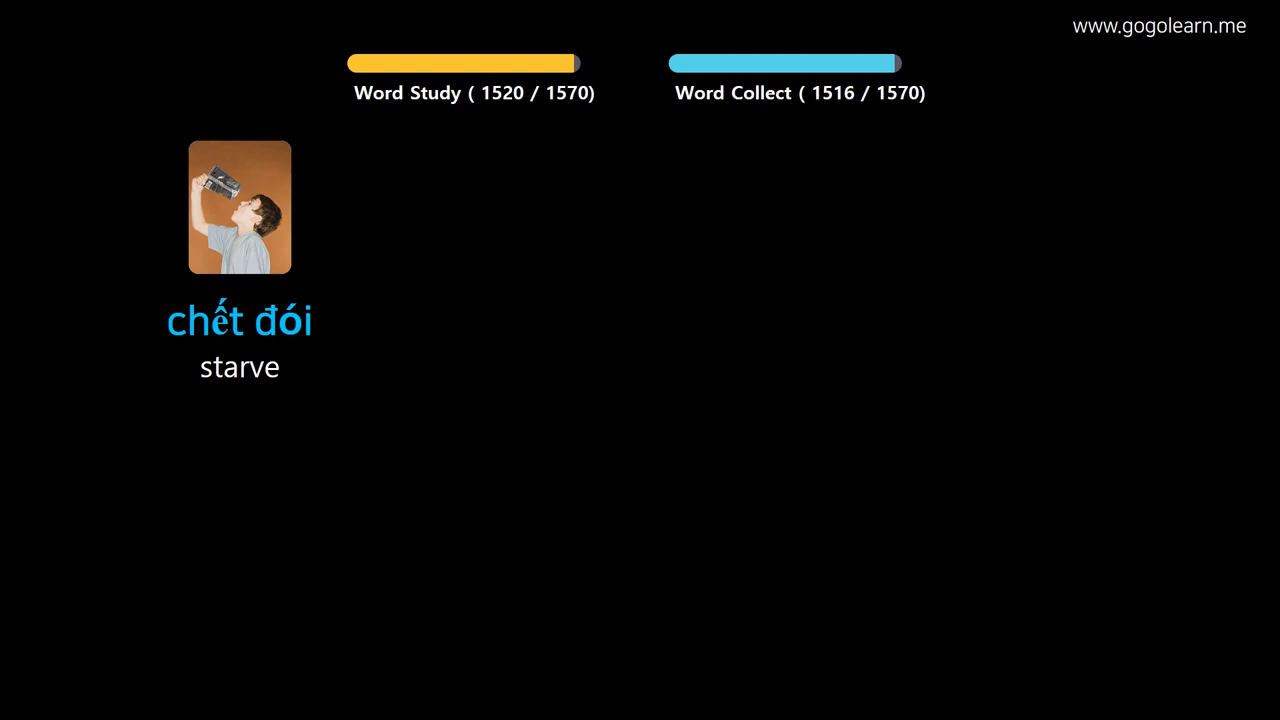 www.gogolearn.me
Word Study ( 1520 / 1570)
Word Collect ( 1516 / 1570)
chết đói
starve